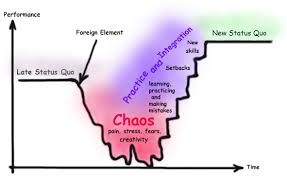 Performance
Foreign Element
New Status Quo
New
skills
Practice and Integration
Setbacks
Late Status Quo
learning,
practicing
and
making
mistakes
Chaos
pain, stress, fears,
creativity
Time